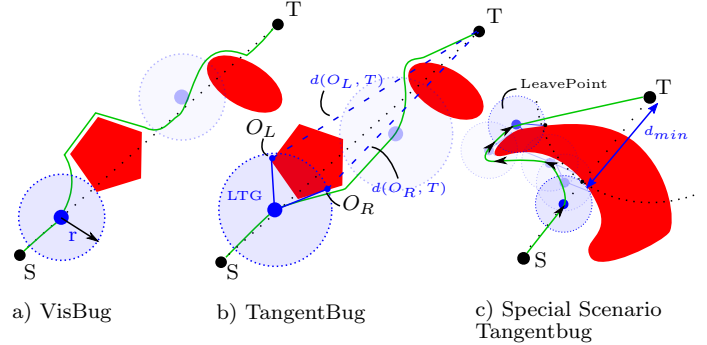 T
r
S
a) VisBug
T
d(O_L, T)
O_L
LTG
d(O_R, T)
O_R
S
b) TangentBug
LeavePoint
T
d_min
S
c) Special Scenario
Tangentbug